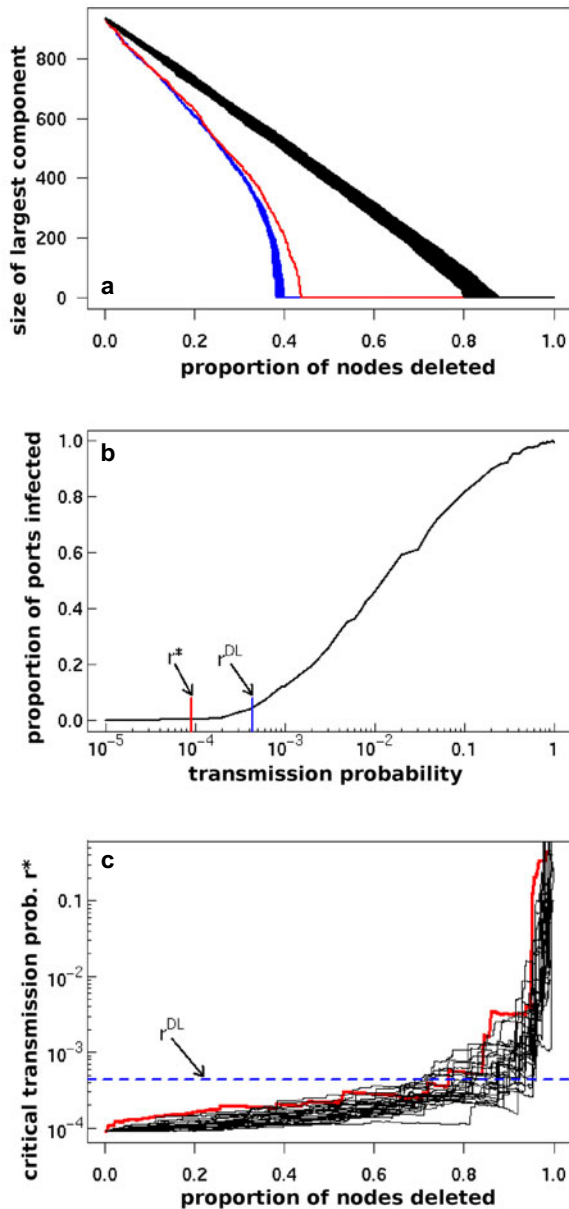 size of largest component
800
600
400
200
0
a
0.0 0.2 0.4 0.6 0.8 1.0
proportion of nodes deleted
proportion of ports infected
b
1.0
0.8
0.6
0.4
0.2
0.0
r*
r^DL
10^-5 10^-4 10^-3 10^-2 0.1 1
transmission probability
critical transmission prob. r*
c
0.1
10^-2
10^-3
10^-4
r^DL
0.0 0.2 0.4 0.6 0.8 1.0
proportion of nodes deleted